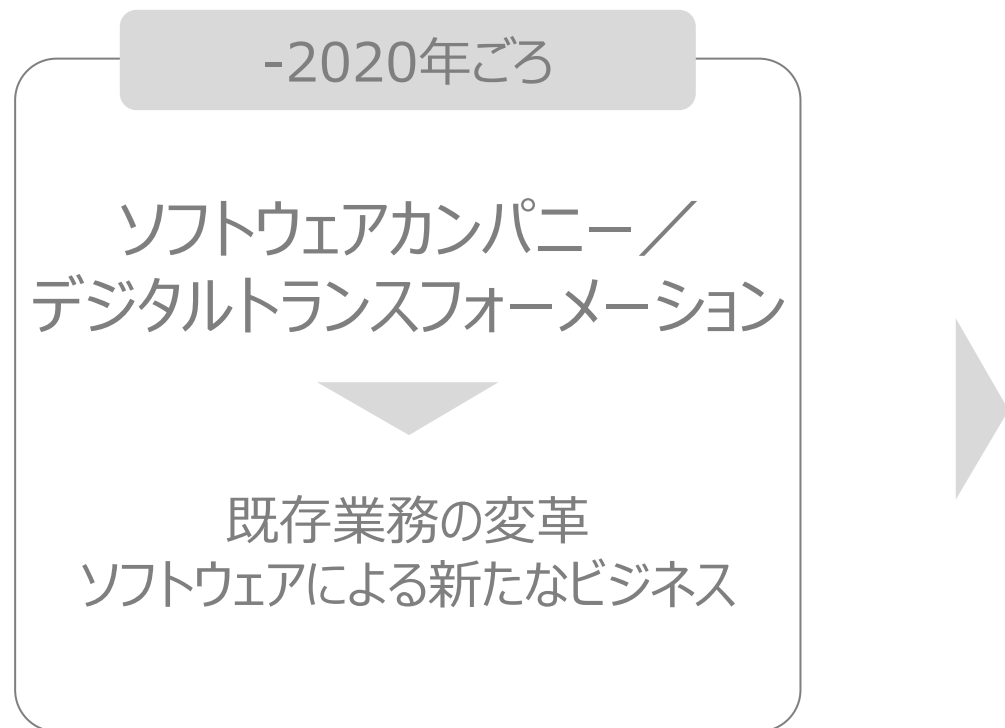 -2020年ごろ
ソフトウェアカンパニー／
デジタルトランスフォーメーション
既存業務の変革
ソフトウェアによる新たなビジネス